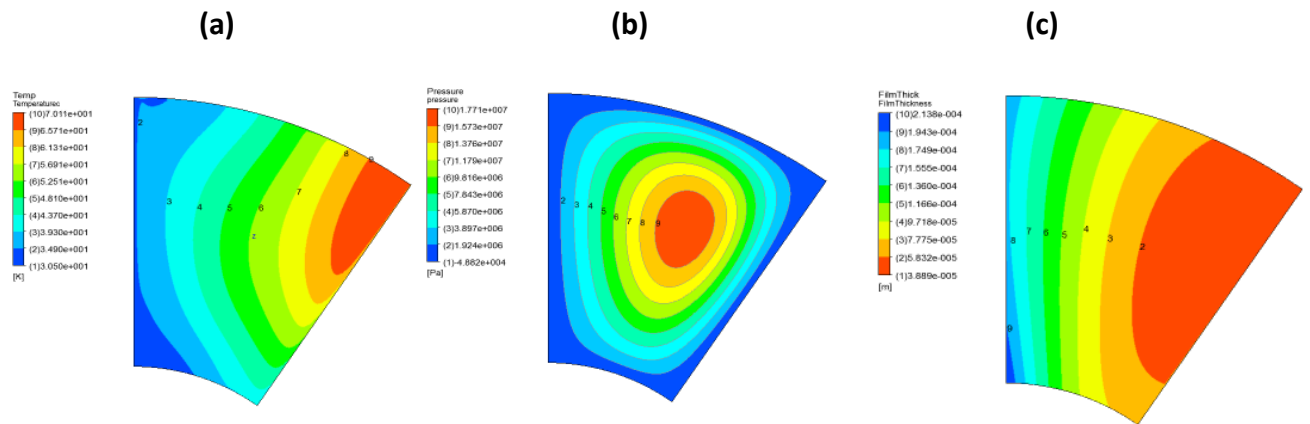 (a)
(b)
(c)
Temp
Temperaturec
(10)7.011e+001
(9)6.571e+001
(8)6.131e+001
(7)5.691e+001
(6)5.251e+001
(5)4.810e+001
(4)4.370e+001
(3)3.930e+001
(2)3.490e+001
(1)3.050e+001
[K]
2
3
4
5
6
7
8
9
z
Pressure
pressure
(10)1.771e+007
(9)1.573e+007
(8)1.376e+007
(7)1.179e+007
(6)9.816e+006
(5)7.843e+006
(4)5.870e+006
(3)3.897e+006
(2)1.924e+006
(1)-4.882e+004
[Pa]
2
3
4
5
6
7
8
9
FilmThick
FilmThickness
(10)2.138e-004
(9)1.943e-004
(8)1.749e-004
(7)1.555e-004
(6)1.360e-004
(5)1.166e-004
(4)9.718e-005
(3)7.775e-005
(2)5.832e-005
(1)3.889e-005
[m]
8
7
6
5
4
3
2
9